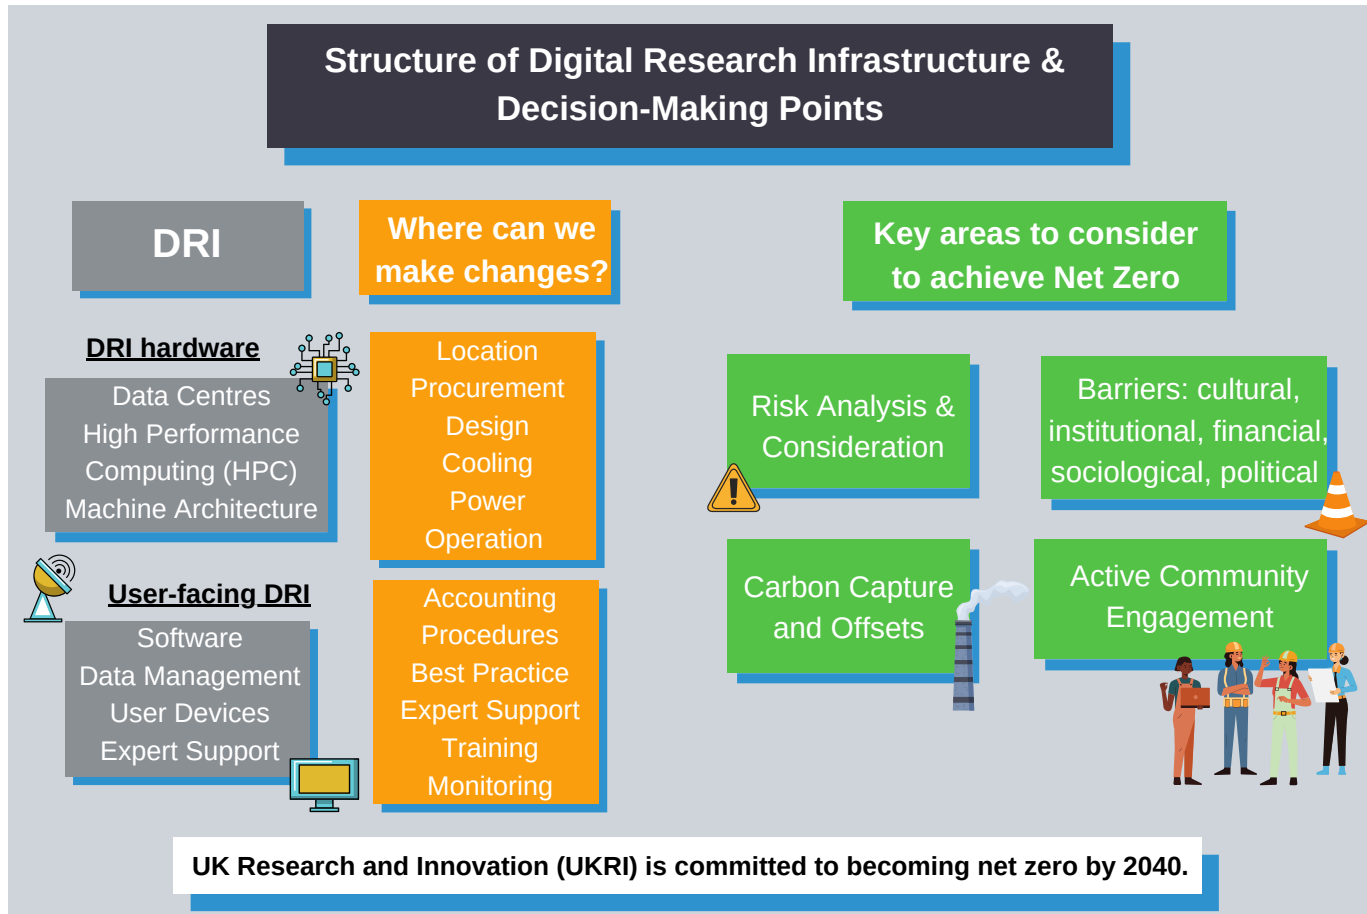 Structure of Digital Research Infrastructure &
Decision-Making Points
DRI
Where can we
make changes?
Key areas to consider
to achieve Net Zero
DRI hardware
Data Centres
High Performance
Computing (HPC)
Machine Architecture
Location
Procurement
Design
Cooling
Power
Operation
User-facing DRI
Software
Data Management
User Devices
Expert Support
Accounting
Procedures
Best Practice
Expert Support
Training
Monitoring
Risk Analysis &
Consideration
Barriers: cultural,
institutional, financial,
sociological, political
Carbon Capture
and Offsets
Active Community
Engagement
UK Research and Innovation (UKRI) is committed to becoming net zero by 2040.